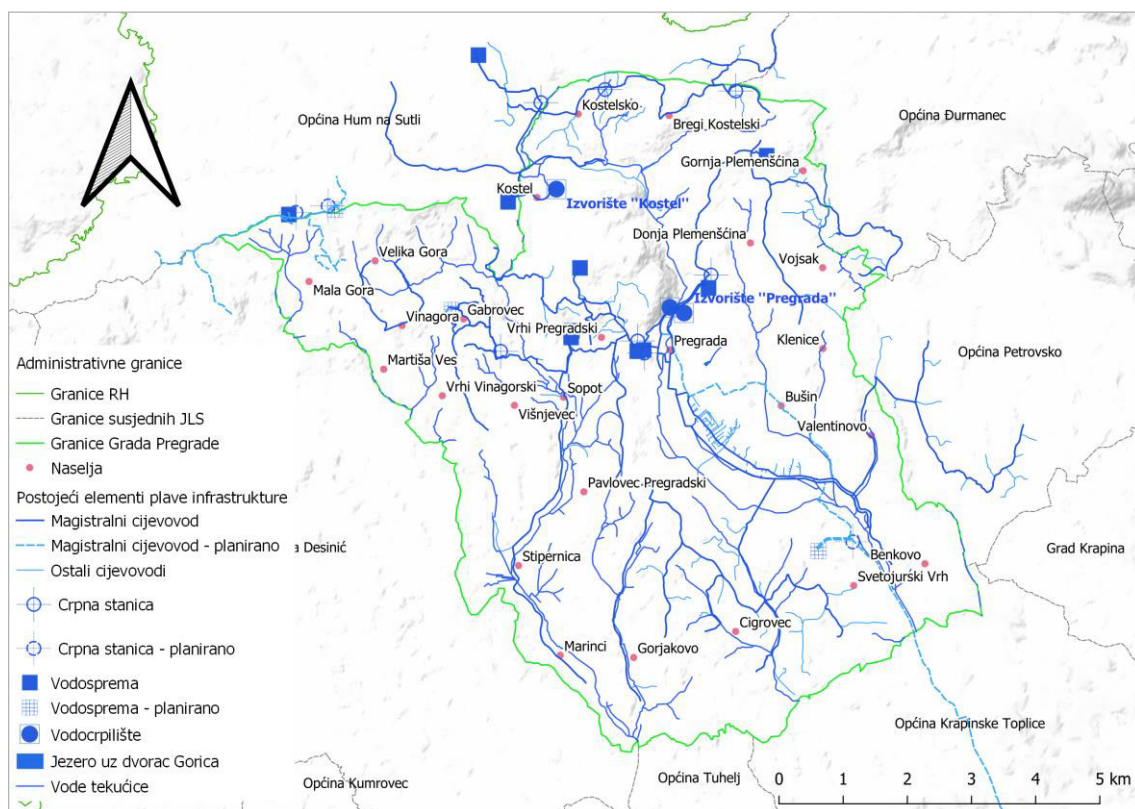 Kostelsko
Općina Hum na Sutli
Bregi Kostelski
Općina Đurmanec
Gornja Plemenšćina
Kostel
Izvorište "Kostel"
Donja Plemenšćina
Vojsak
Velika Gora
Mala Gora
Izvorište "Pregrada"
Gabrovec
Vinagora
Vrhi Pregradski
Pregrada
Klenice
Općina Petrovsko
Martiša Ves
Vrhi Vinagorski
Sopot
Višnjevec
Bušin
Valentinovo
Pavlovec Pregradski
Stipernica
Benkovo
Svetojurski Vrh
Grad Krapina
Cigrovec
Marinci
Gorjakovo
Općina Krapinske Toplice
Općina Kumrovec
Općina Tuhelj
a Desinić
Administrativne granice
Granice RH
Granice susjednih JLS
Granice Grada Pregrade
Naselja
Postojeći elementi plave infrastrukture
Magistralni cijevovod
Magistralni cijevovod - planirano
Ostali cijevovodi
Crpna stanica
Crpna stanica - planirano
Vodosprema
Vodosprema - planirano
Vodocrpilište
Jezero uz dvorac Gorica
Vode tekućice
0 1 2 3 4 5 km